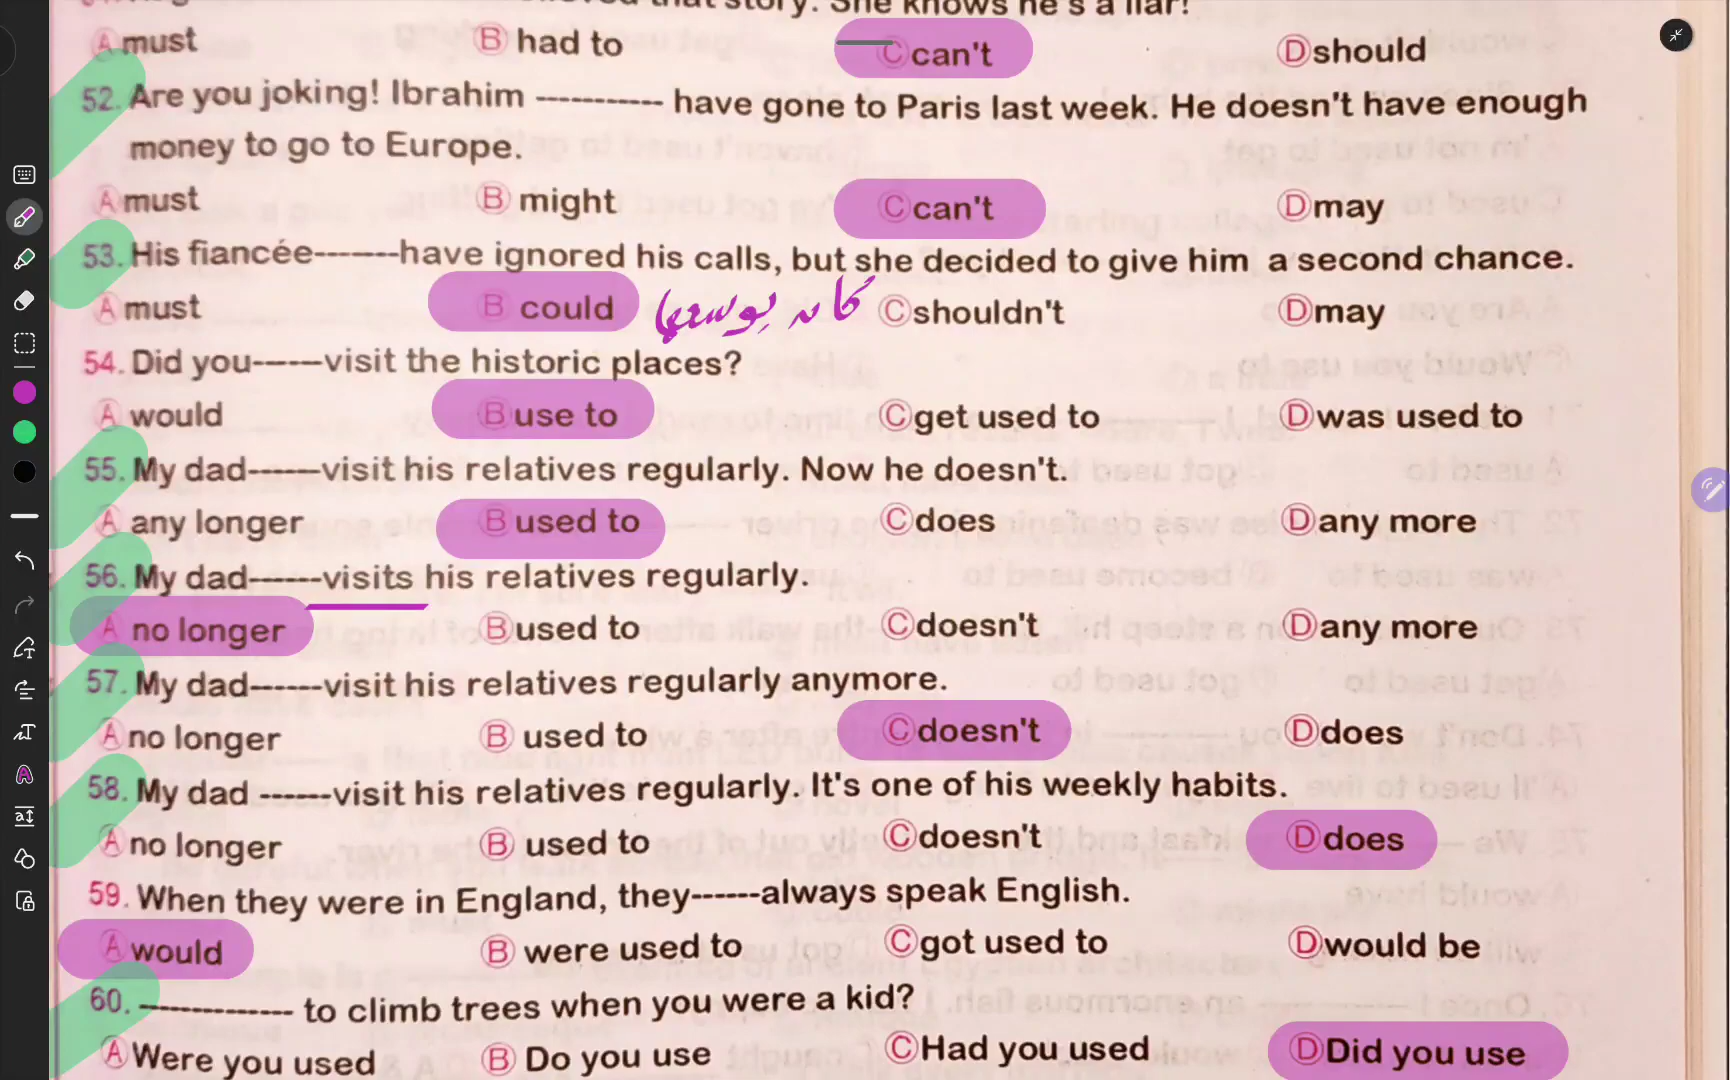 that story. She knows he's a liar!
A must B had to C can't D should
52. Are you joking! Ibrahim ----------- have gone to Paris last week. He doesn't have enough
money to go to Europe.
A must B might C can't D may
53. His fiancée-------have ignored his calls, but she decided to give him a second chance.
A must B could كان بوسعها C shouldn't D may
54. Did you------visit the historic places?
A would B use to C get used to D was used to
55. My dad------visit his relatives regularly. Now he doesn't.
A any longer B used to C does D any more
56. My dad------visits his relatives regularly.
A no longer B used to C doesn't D any more
57. My dad------visit his relatives regularly anymore.
A no longer B used to C doesn't D does
58. My dad-------visit his relatives regularly. It's one of his weekly habits.
A no longer B used to C doesn't D does
59. When they were in England, they------always speak English.
A would B were used to C got used to D would be
60. ------------- to climb trees when you were a kid?
A Were you used B Do you use C Had you used D Did you use